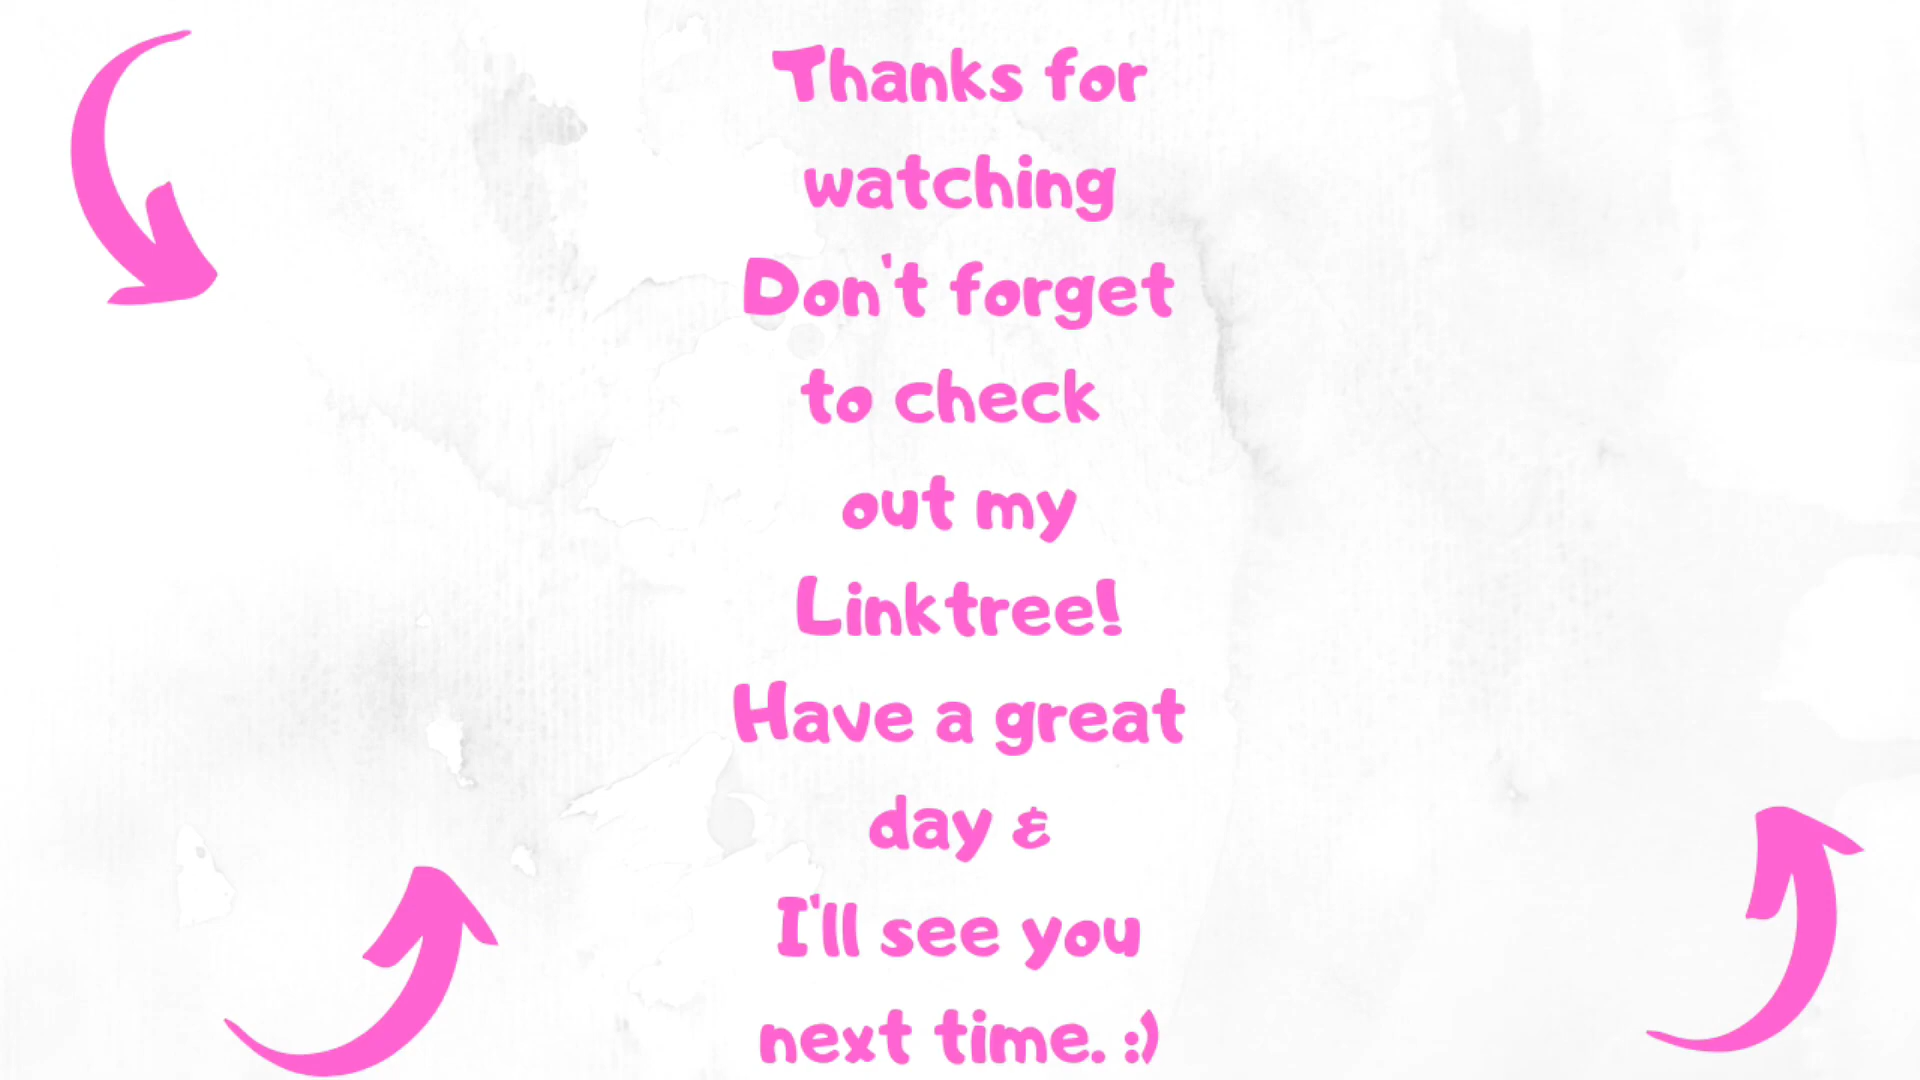 Thanks for
watching
Don't forget
to check
out my
Linktree!
Have a great
day &
I'll see you
next time. :)